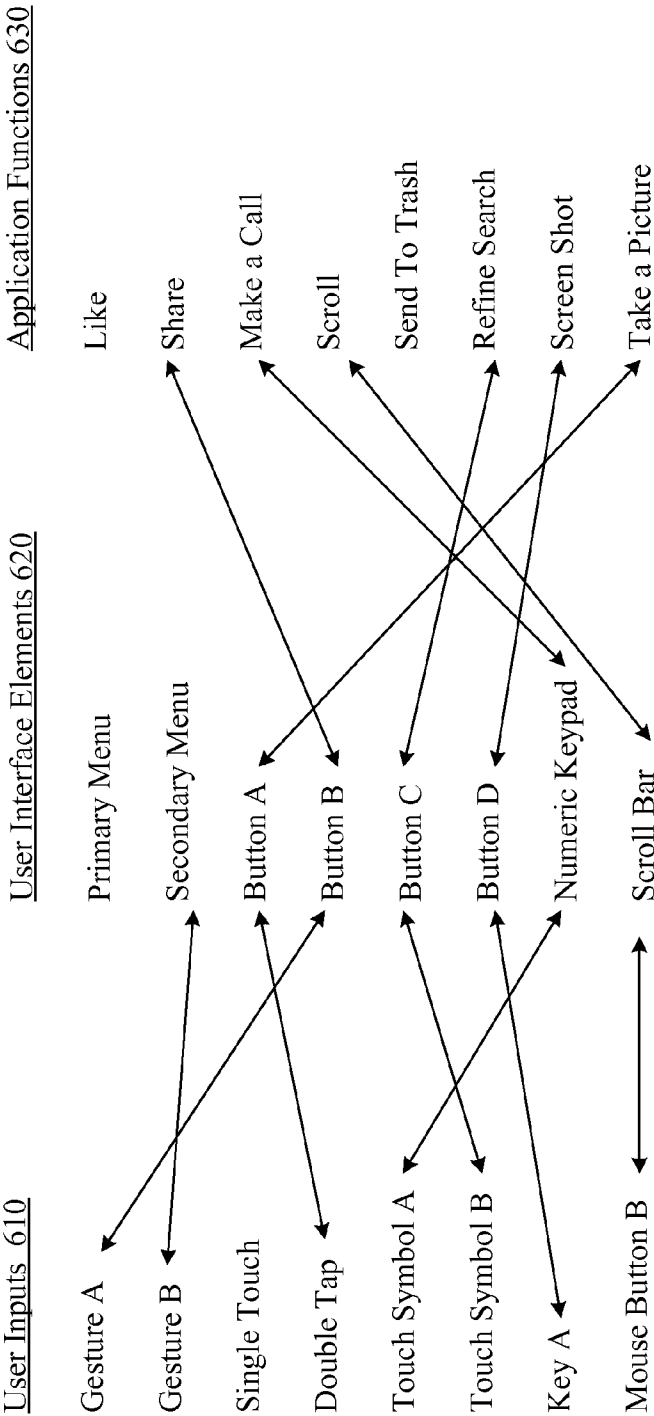 User Inputs 610
Gesture A
Gesture B
Single Touch
Double Tap
Touch Symbol A
Touch Symbol B
Key A
Mouse Button B
User Interface Elements 620
Primary Menu
Secondary Menu
Button A
Button B
Button C
Button D
Numeric Keypad
Scroll Bar
Application Functions 630
Like
Share
Make a Call
Scroll
Send To Trash
Refine Search
Screen Shot
Take a Picture